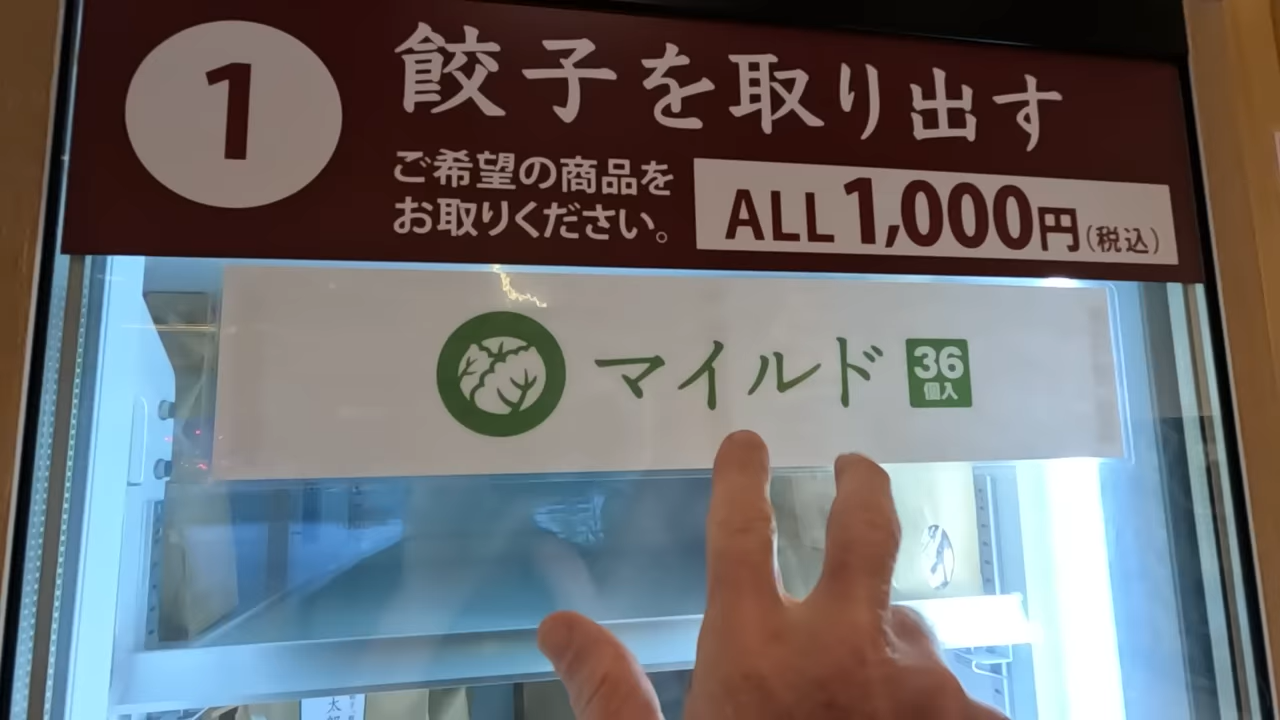 1
餃子を取り出す
ご希望の商品を
お取りください。
ALL 1,000円(税込)
マイルド
36
個入